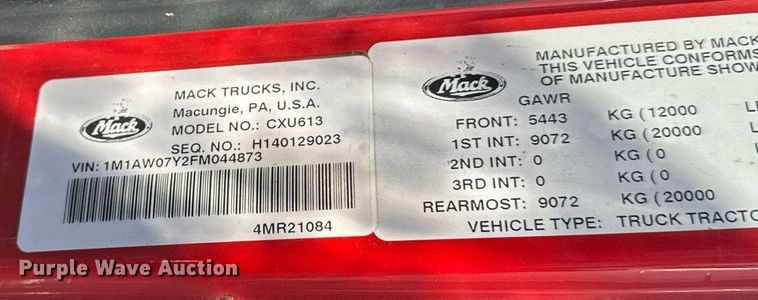 Mack
MACK TRUCKS, INC.
Macungie, PA, U.S.A.
MODEL NO.: CXU613
SEQ. NO.: H140129023
VIN: 1M1AW07Y2FM044873
4MR21084
Mack
MANUFACTURED BY MACK
THIS VEHICLE CONFORMS
OF MANUFACTURE SHOW
GAWR
FRONT: 5443 KG (12000
1ST INT: 9072 KG (20000
2ND INT: 0 KG (0
3RD INT: 0 KG (0
REARMOST: 9072 KG (20000
VEHICLE TYPE: TRUCK TRACTO
Purple Wave Auction